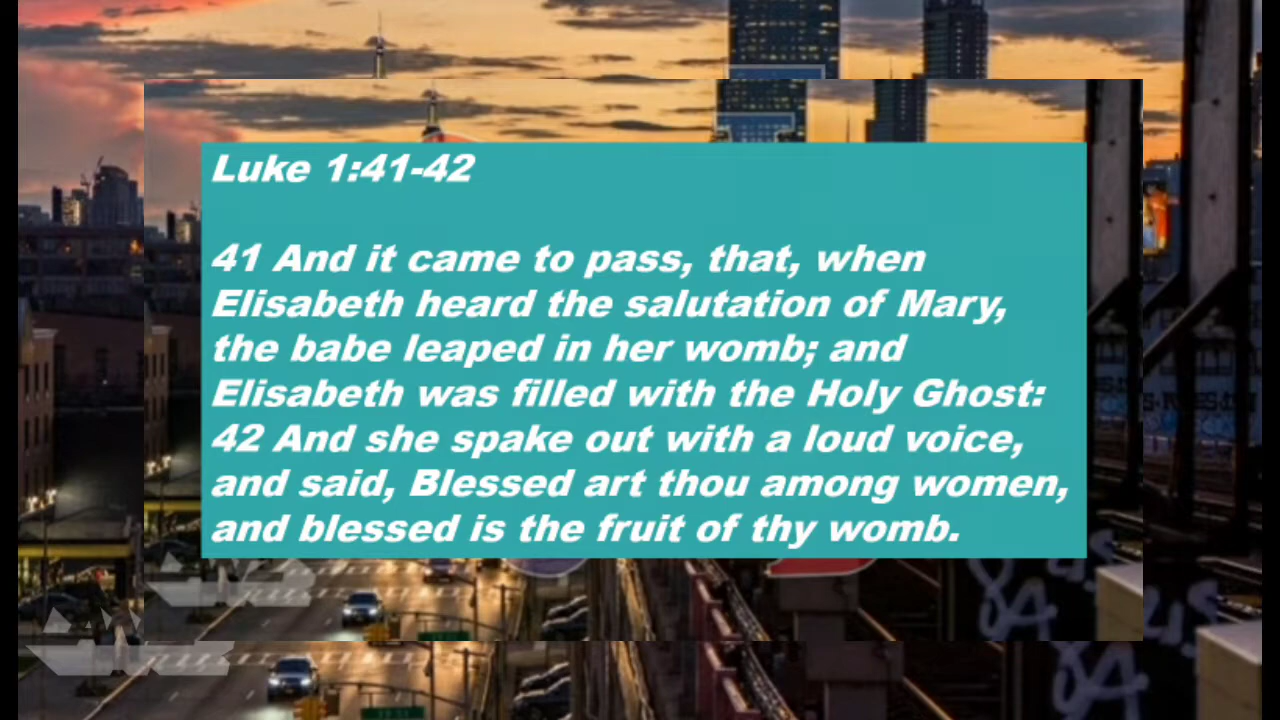 Luke 1:41-42
41 And it came to pass, that, when
Elisabeth heard the salutation of Mary,
the babe leaped in her womb; and
Elisabeth was filled with the Holy Ghost:
42 And she spake out with a loud voice,
and said, Blessed art thou among women,
and blessed is the fruit of thy womb.